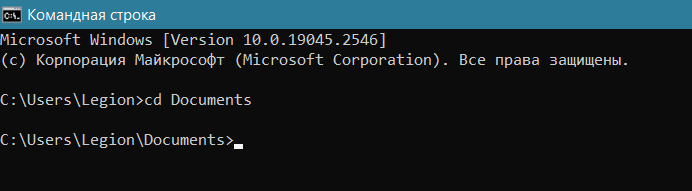 Командная строка
Microsoft Windows [Version 10.0.19045.2546]
(c) Корпорация Майкрософт (Microsoft Corporation). Все права защищены.
C:\Users\Legion>cd Documents
C:\Users\Legion\Documents>